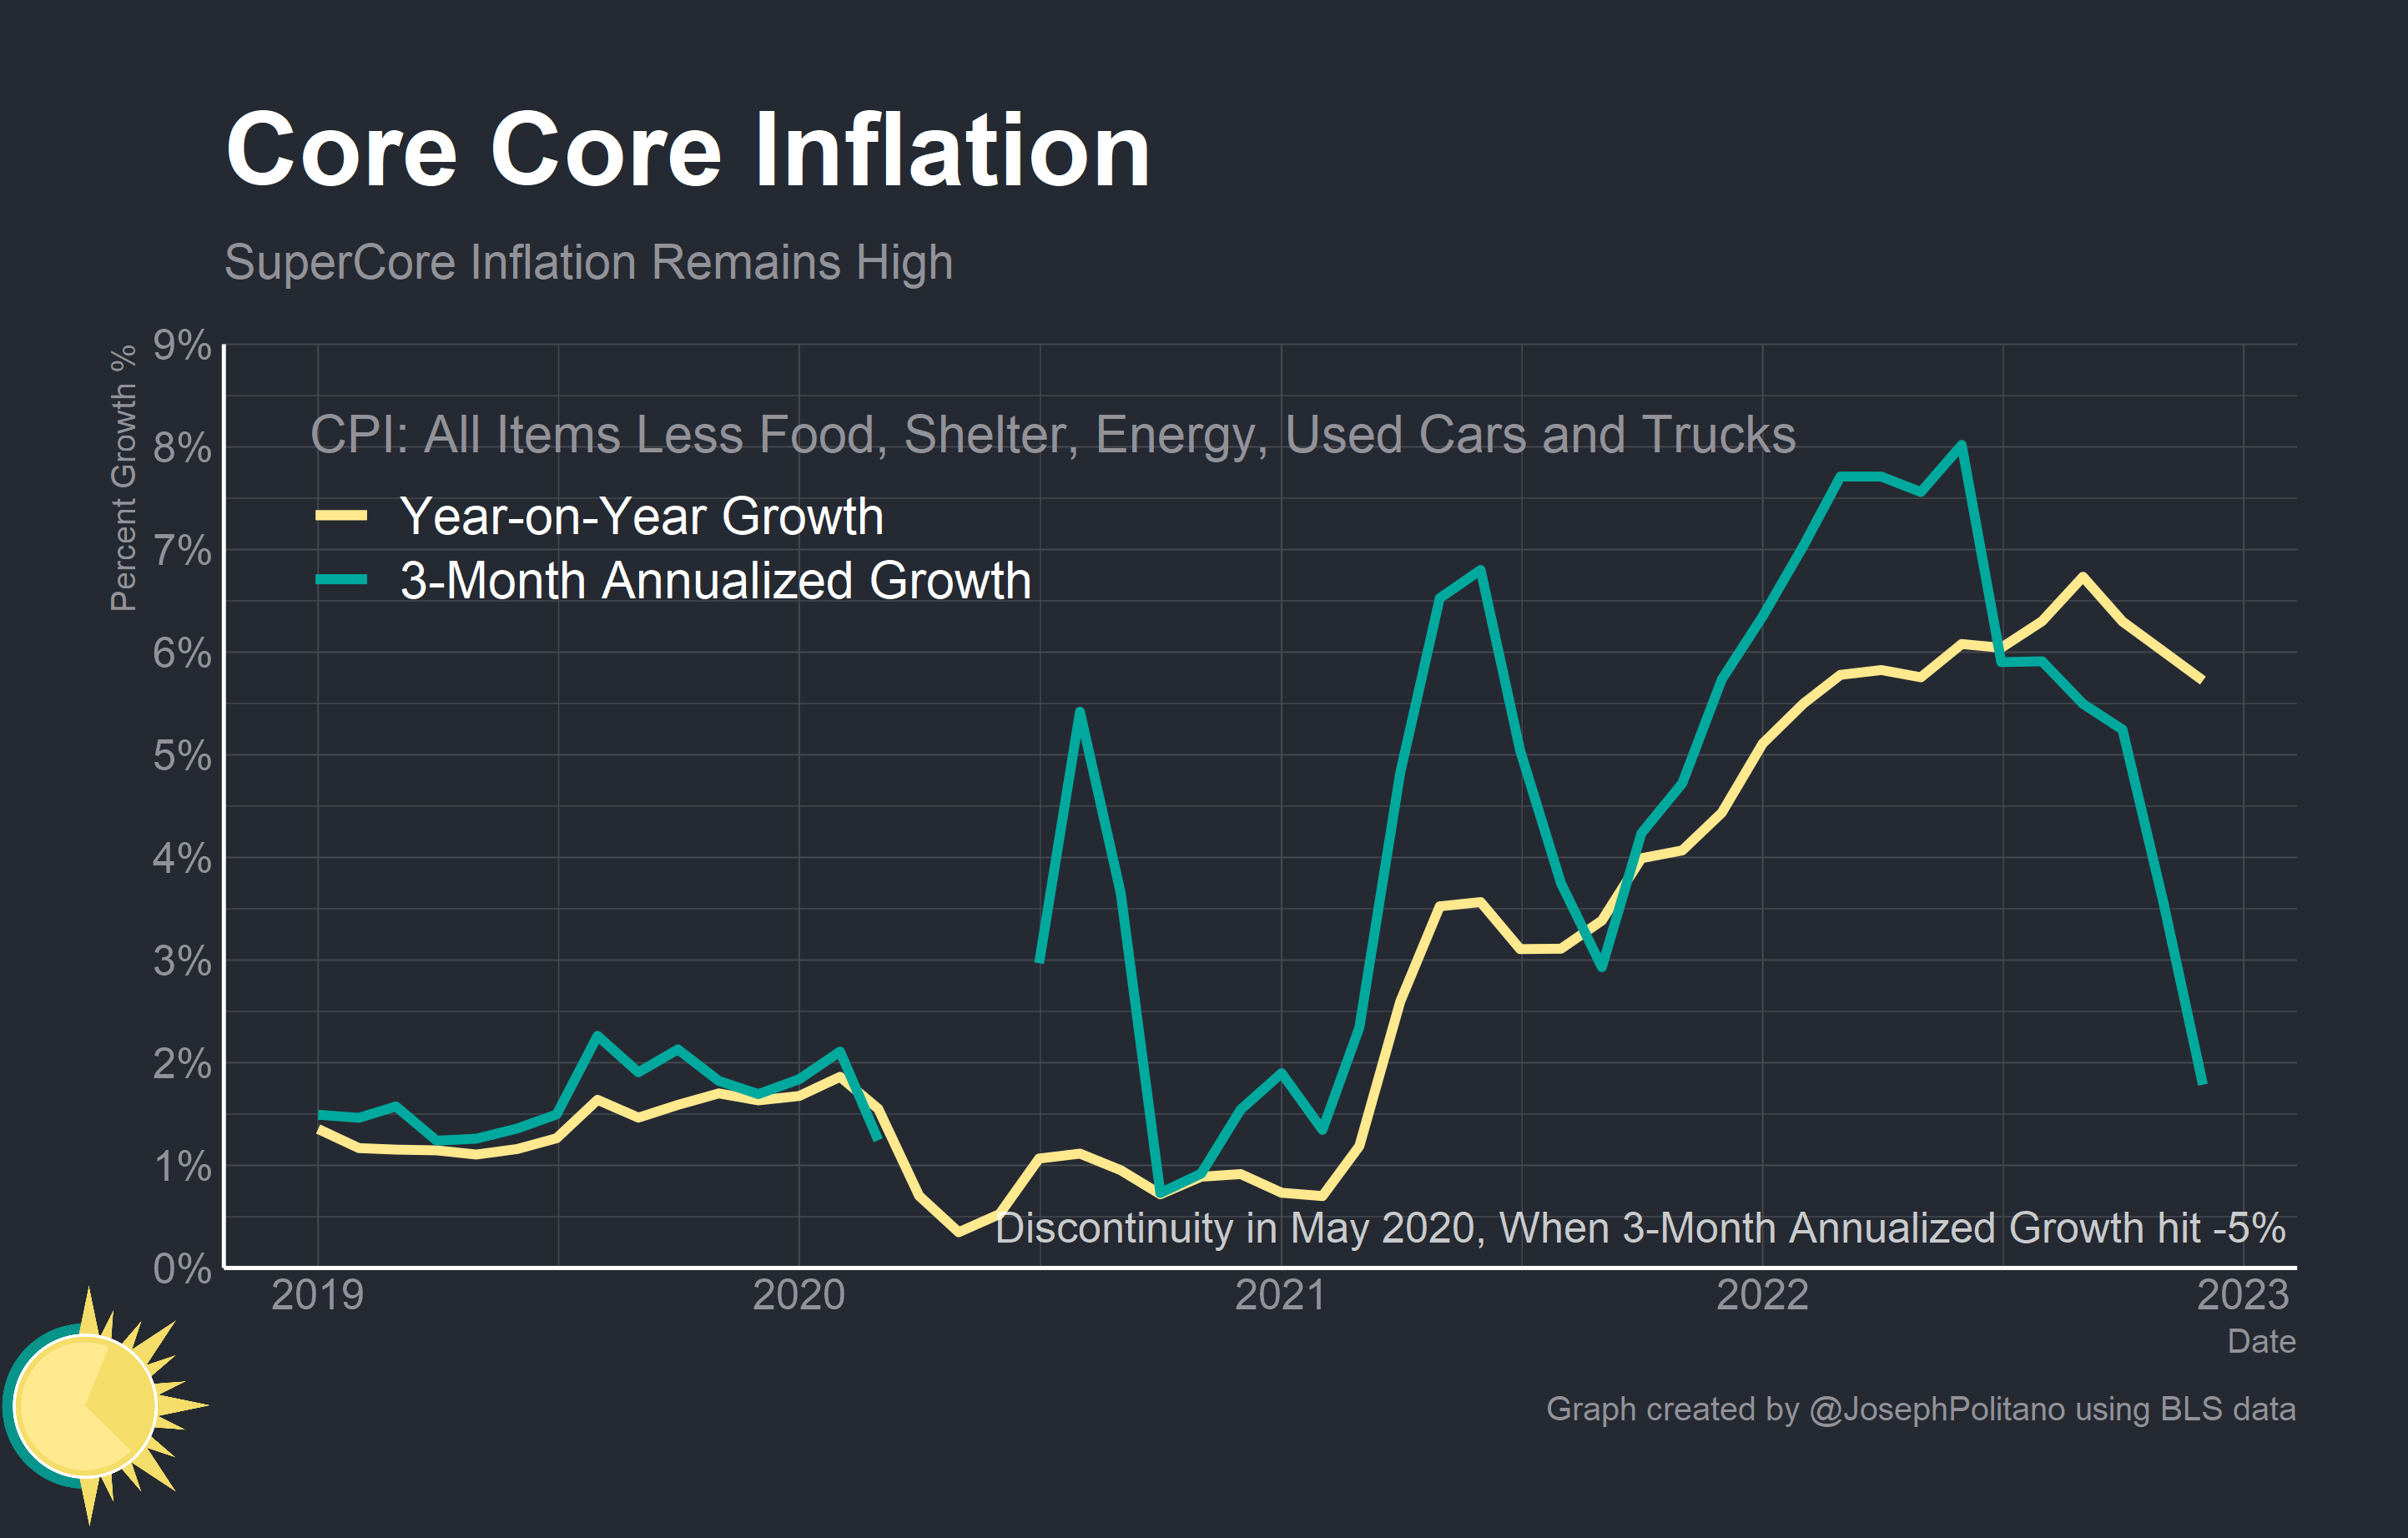 Core Core Inflation
SuperCore Inflation Remains High
Percent Growth %
9%
8%
7%
6%
5%
4%
3%
2%
1%
0%
CPI: All Items Less Food, Shelter, Energy, Used Cars and Trucks
Year-on-Year Growth
3-Month Annualized Growth
Discontinuity in May 2020, When 3-Month Annualized Growth hit -5%
2019 2020 2021 2022 2023
Date
Graph created by @JosephPolitano using BLS data